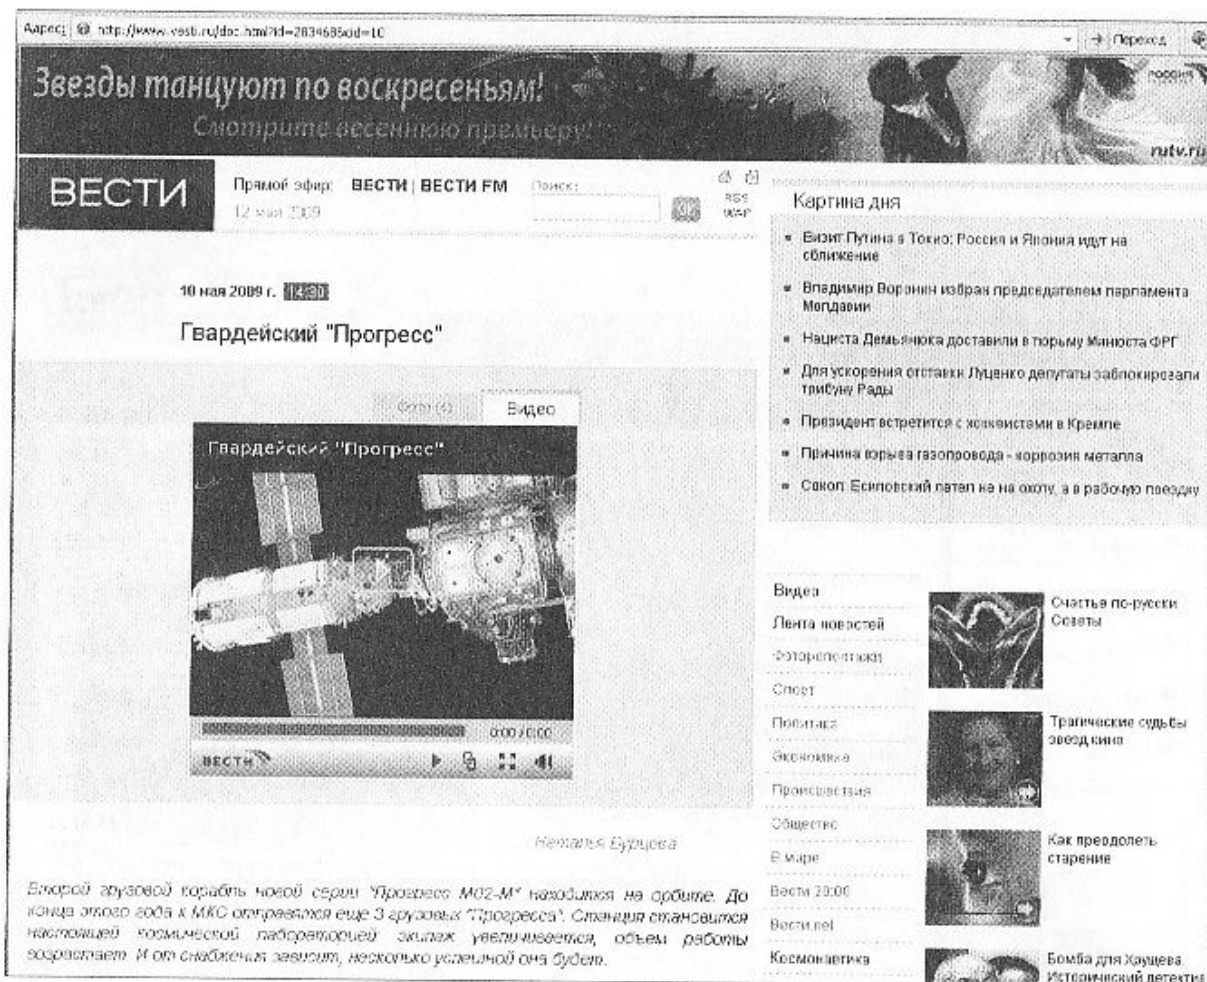 Адрес: http://www.vesti.ru/doc.html?id=283468&cid=10
Переход
Звезды танцуют по воскресеньям!
Смотрите весеннюю премьеру!
РОССИЯ
rutv.ru
ВЕСТИ
Прямой эфир: ВЕСТИ | ВЕСТИ FM
Поиск:
12 мая 2009
RSS
WAP
10 мая 2009 г. 14:30
Гвардейский "Прогресс"
Фото (4)
Видео
Гвардейский "Прогресс"
0:00 / 0:00
ВЕСТИ
Наталья Бурцева
Второй грузовой корабль новой серии "Прогресс М02-М" находится на орбите. До
конца этого года к МКС отправятся еще 3 грузовых "Прогресса". Станция становится
настоящей космической лабораторией экипаж увеличивается, объем работы
возрастает. И от снабжения зависит, насколько успешной она будет.
Картина дня
Визит Путина в Токио: Россия и Япония идут на
сближение
Владимир Воронин избран председателем парламента
Молдавии
Нациста Демьянюка доставили в тюрьму Минюста ФРГ
Для ускорения отставки Луценко депутаты заблокировали
трибуну Рады
Президент встретится с хоккеистами в Кремле
Причина взрыва газопровода - коррозия металла
Сокол: Есиповский летел не на охоту, а в рабочую поездку
Видео
Лента новостей
Фоторепортажи
Спорт
Политика
Экономика
Происшествия
Общество
В мире
Вести 20:00
Вести.net
Космонавтика
Счастье по-русски
Советы
Трагические судьбы
звезд кино
Как преодолеть
старение
Бомба для Хрущева.
Исторический детектив